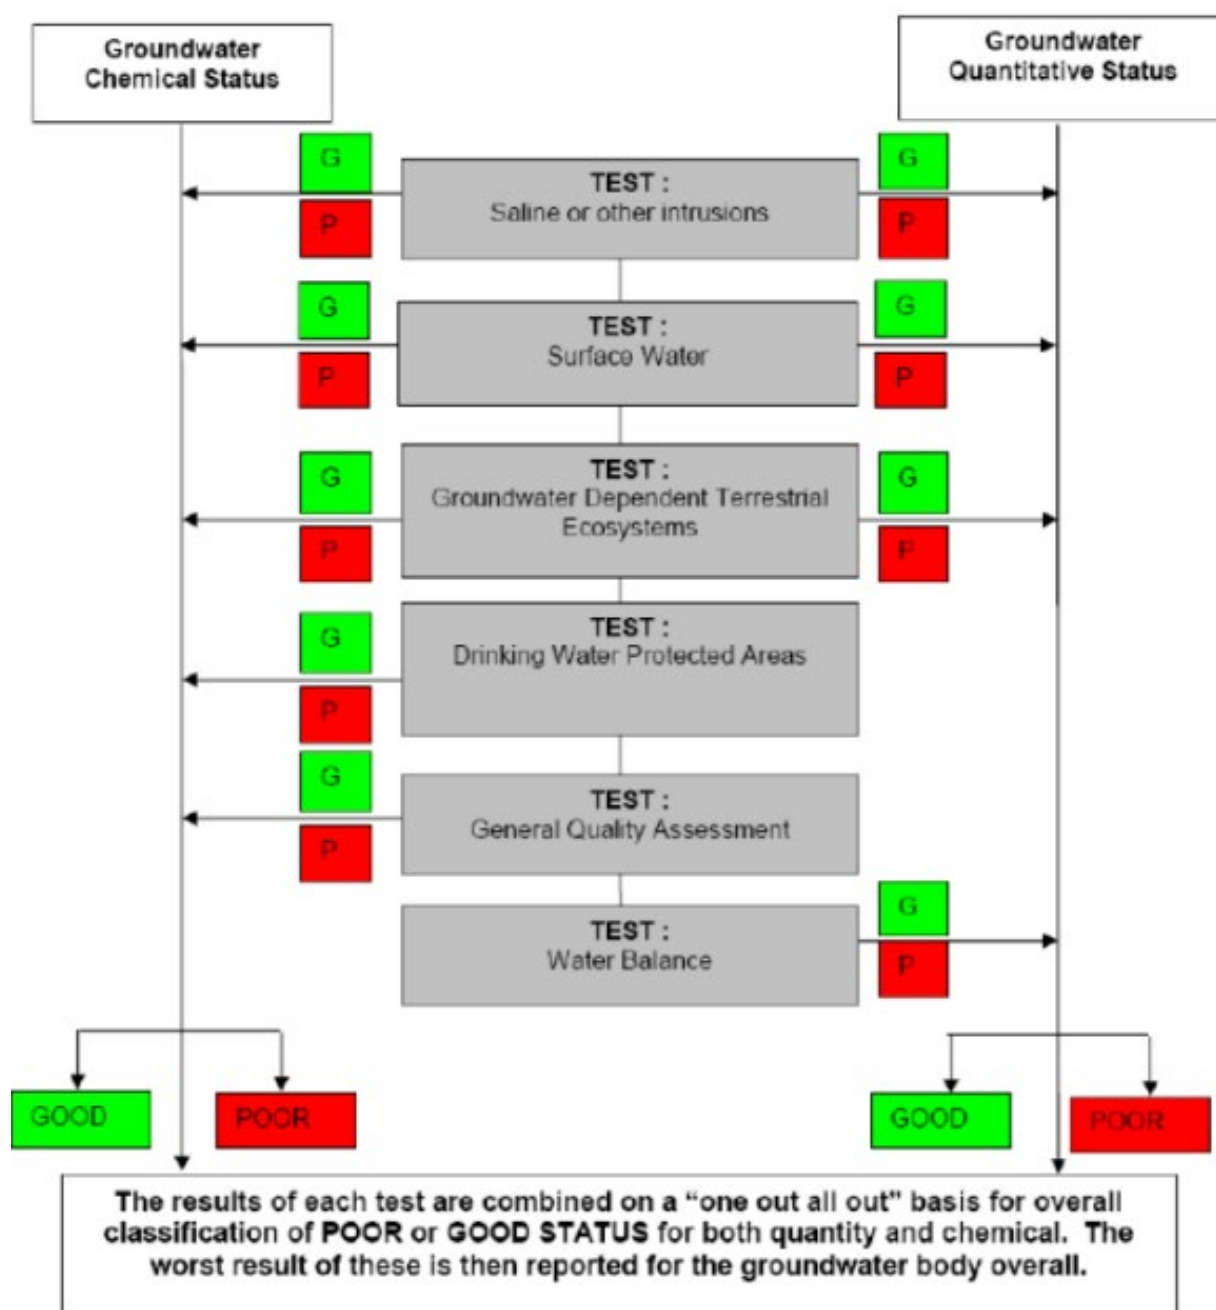 Groundwater
Chemical Status
Groundwater
Quantitative Status
G
G
TEST :
Saline or other intrusions
P
P
G
G
TEST :
Surface Water
P
P
G
G
TEST :
Groundwater Dependent Terrestrial
Ecosystems
P
P
G
TEST :
Drinking Water Protected Areas
P
G
TEST :
General Quality Assessment
P
G
TEST :
Water Balance
P
GOOD
POOR
GOOD
POOR
The results of each test are combined on a “one out all out” basis for overall
classification of POOR or GOOD STATUS for both quantity and chemical. The
worst result of these is then reported for the groundwater body overall.